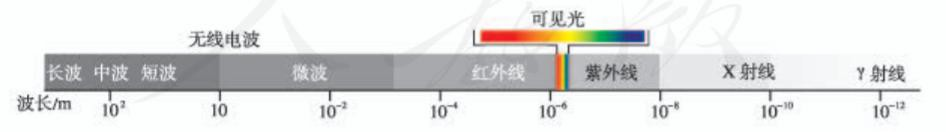 可见光
无线电波
长波 中波 短波 微波 红外线 紫外线 X射线 γ射线
波长/m 10² 10 10⁻² 10⁻⁴ 10⁻⁶ 10⁻⁸ 10⁻¹⁰ 10⁻¹²